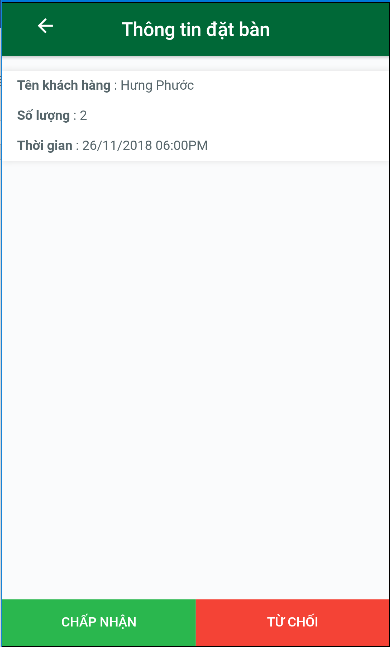 Thông tin đặt bàn
Tên khách hàng : Hưng Phước
Số lượng : 2
Thời gian : 26/11/2018 06:00PM
CHẤP NHẬN
TỪ CHỐI